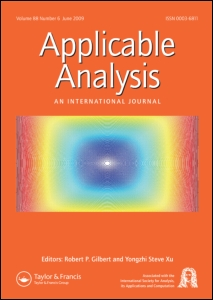 Volume 88 Number 6 June 2009 ISSN 0003-6811
Applicable
Analysis
AN INTERNATIONAL JOURNAL
Editors: Robert P. Gilbert and Yongzhi Steve Xu
Taylor & Francis
Taylor & Francis Group
Associated with the
International Society for Analysis,
its Applications and Computation